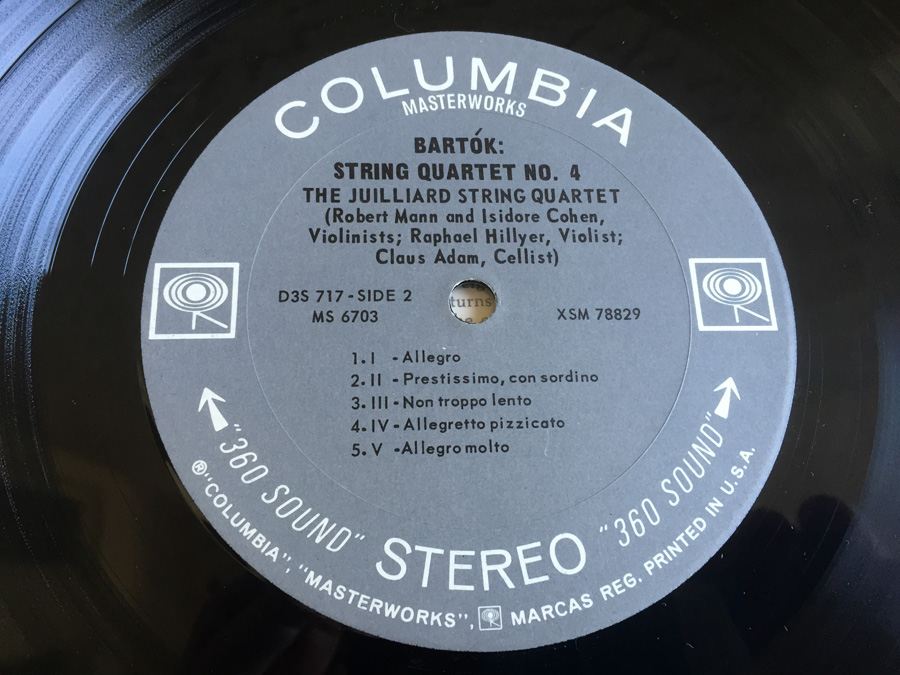 COLUMBIA
MASTERWORKS
BARTÓK:
STRING QUARTET NO. 4
THE JUILLIARD STRING QUARTET
(Robert Mann and Isidore Cohen,
Violinists; Raphael Hillyer, Violist;
Claus Adam, Cellist)
D3S 717 - SIDE 2
MS 6703
turns
XSM 78829
1. I - Allegro
2. II - Prestissimo, con sordino
3. III - Non troppo lento
4. IV - Allegretto pizzicato
5. V - Allegro molto
"360 SOUND" STEREO "360 SOUND"
®"COLUMBIA", "MASTERWORKS", MARCAS REG. PRINTED IN U.S.A.